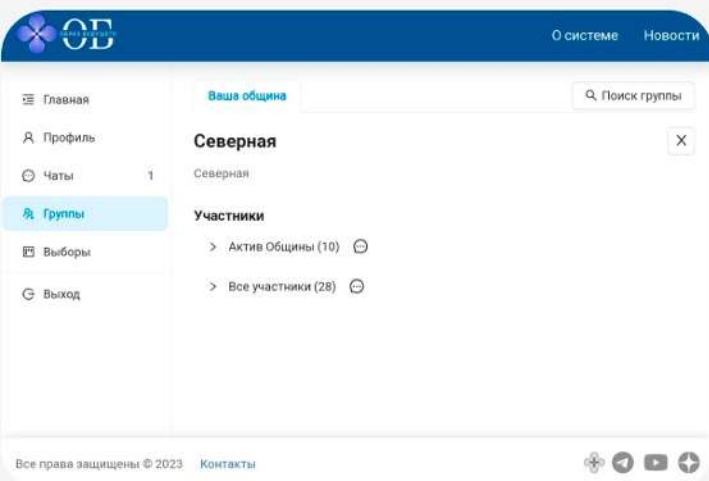 ОБ
О системе
Новости
Главная
Профиль
Чаты 1
Группы
Выборы
Выход
Ваша община
Поиск группы
Северная
X
Северная
Участники
Актив Общины (10)
Все участники (28)
Все права защищены © 2023
Контакты